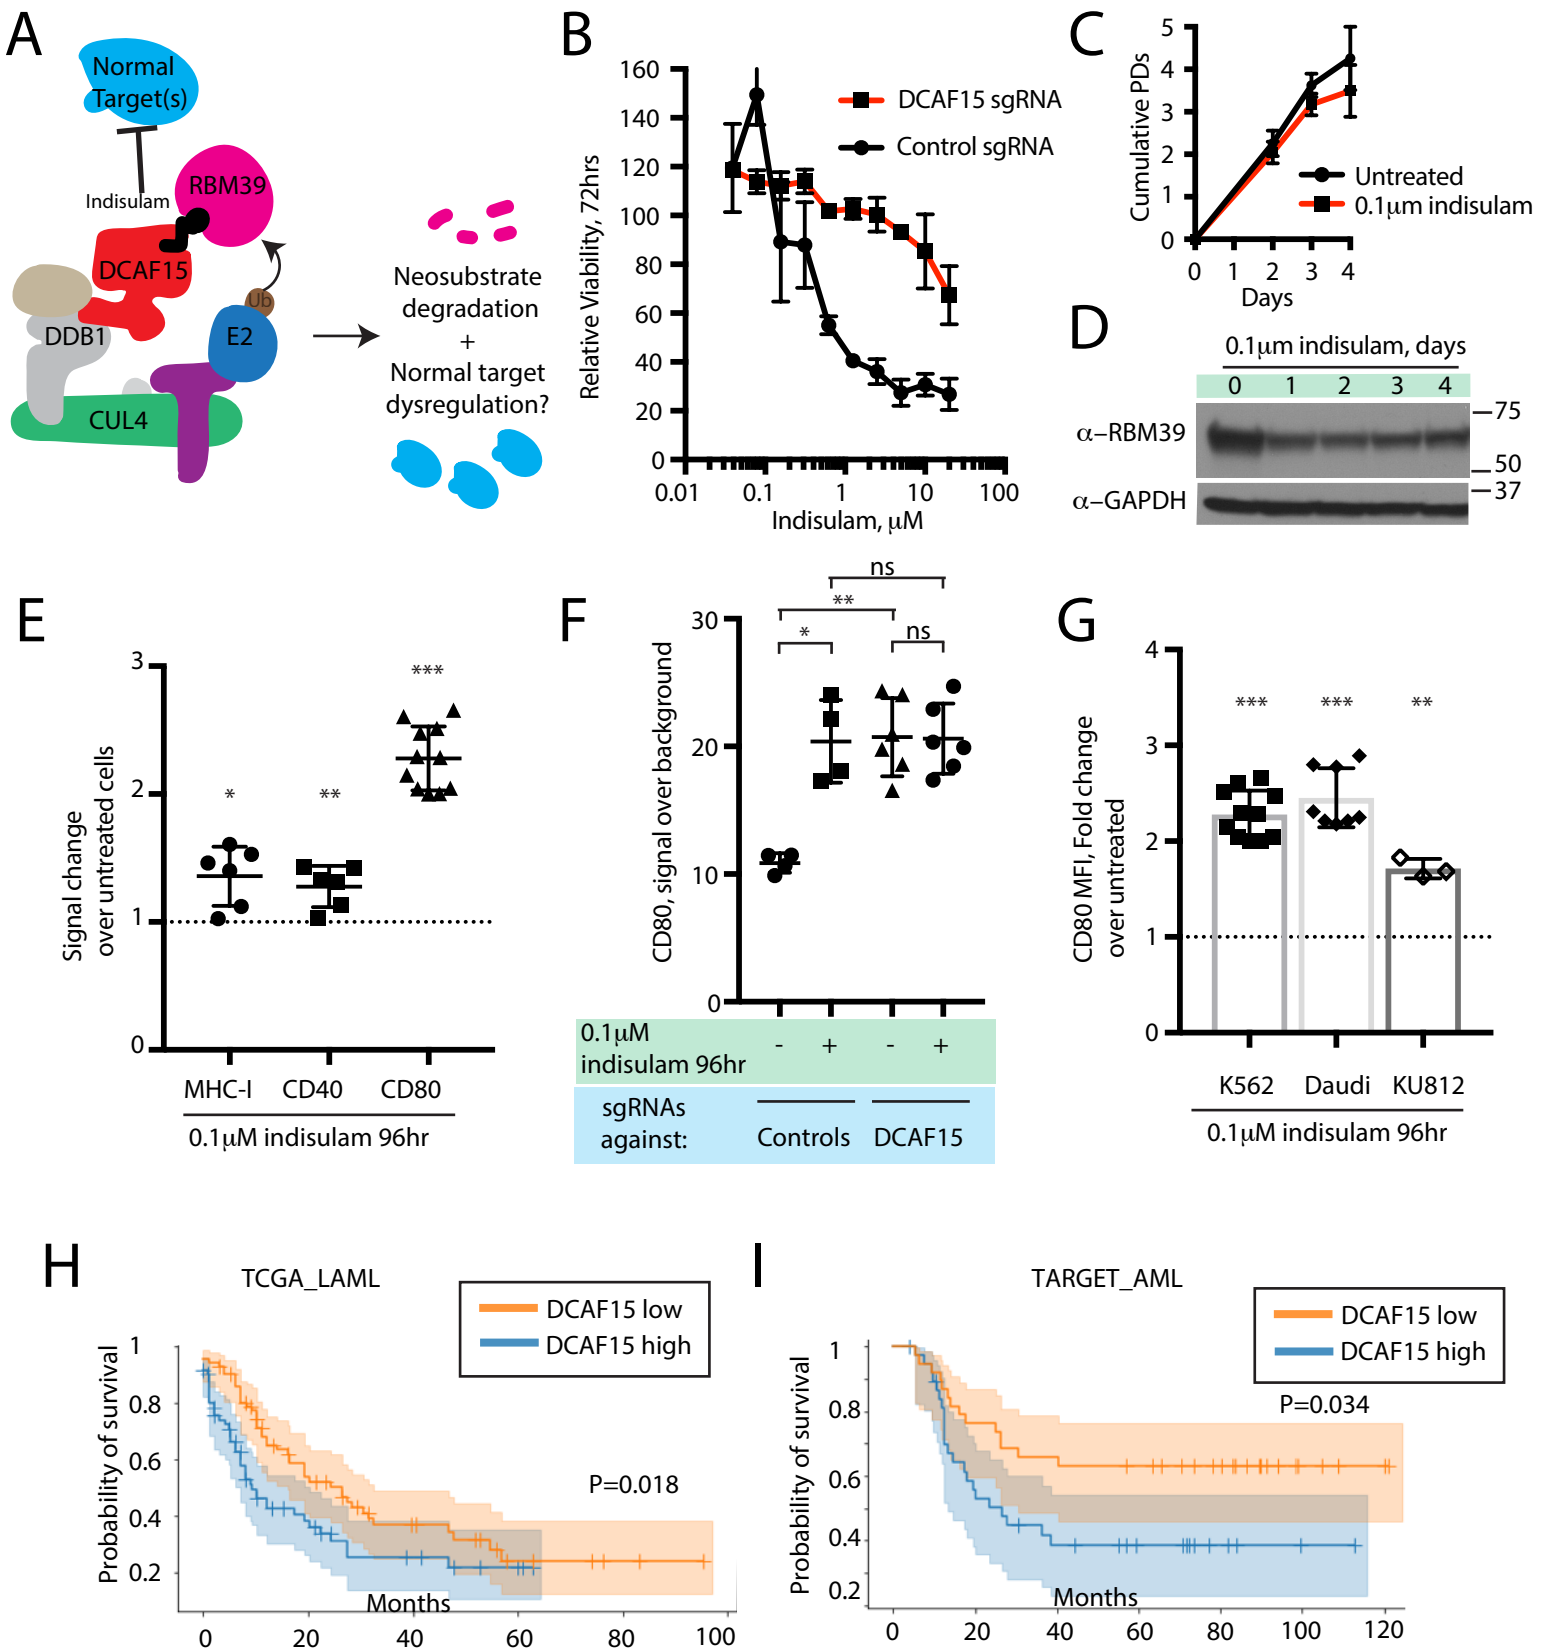 A
Normal
Target(s)
Indisulam
RBM39
DCAF15
Ub
DDB1
E2
CUL4
Neosubstrate
degradation
+
Normal target
dysregulation?
B
160
140
120
100
80
60
40
20
0
Relative Viability, 72hrs
DCAF15 sgRNA
Control sgRNA
0.01
0.1
1
10
100
Indisulam, μM
C
5
4
3
2
1
0
Cumulative PDs
Untreated
0.1μm indisulam
0
1
2
3
4
Days
D
0.1μm indisulam, days
0
1
2
3
4
α–RBM39
75
50
α–GAPDH
37
E
3
2
1
0
Signal change
over untreated cells
*
**
***
MHC-I
CD40
CD80
0.1μM indisulam 96hr
F
30
20
10
0
CD80, signal over background
ns
**
*
ns
0.1μM
indisulam 96hr
-
+
-
+
sgRNAs
against:
Controls
DCAF15
G
4
3
2
1
0
CD80 MFI, Fold change
over untreated
***
***
**
K562
Daudi
KU812
0.1μM indisulam 96hr
H
TCGA_LAML
DCAF15 low
DCAF15 high
1
0.8
0.6
0.4
0.2
Probability of survival
P=0.018
Months
0
20
40
60
80
100
I
TARGET_AML
DCAF15 low
DCAF15 high
P=0.034
1
0.8
0.6
0.4
0.2
Probability of survival
Months
0
20
40
60
80
100
120